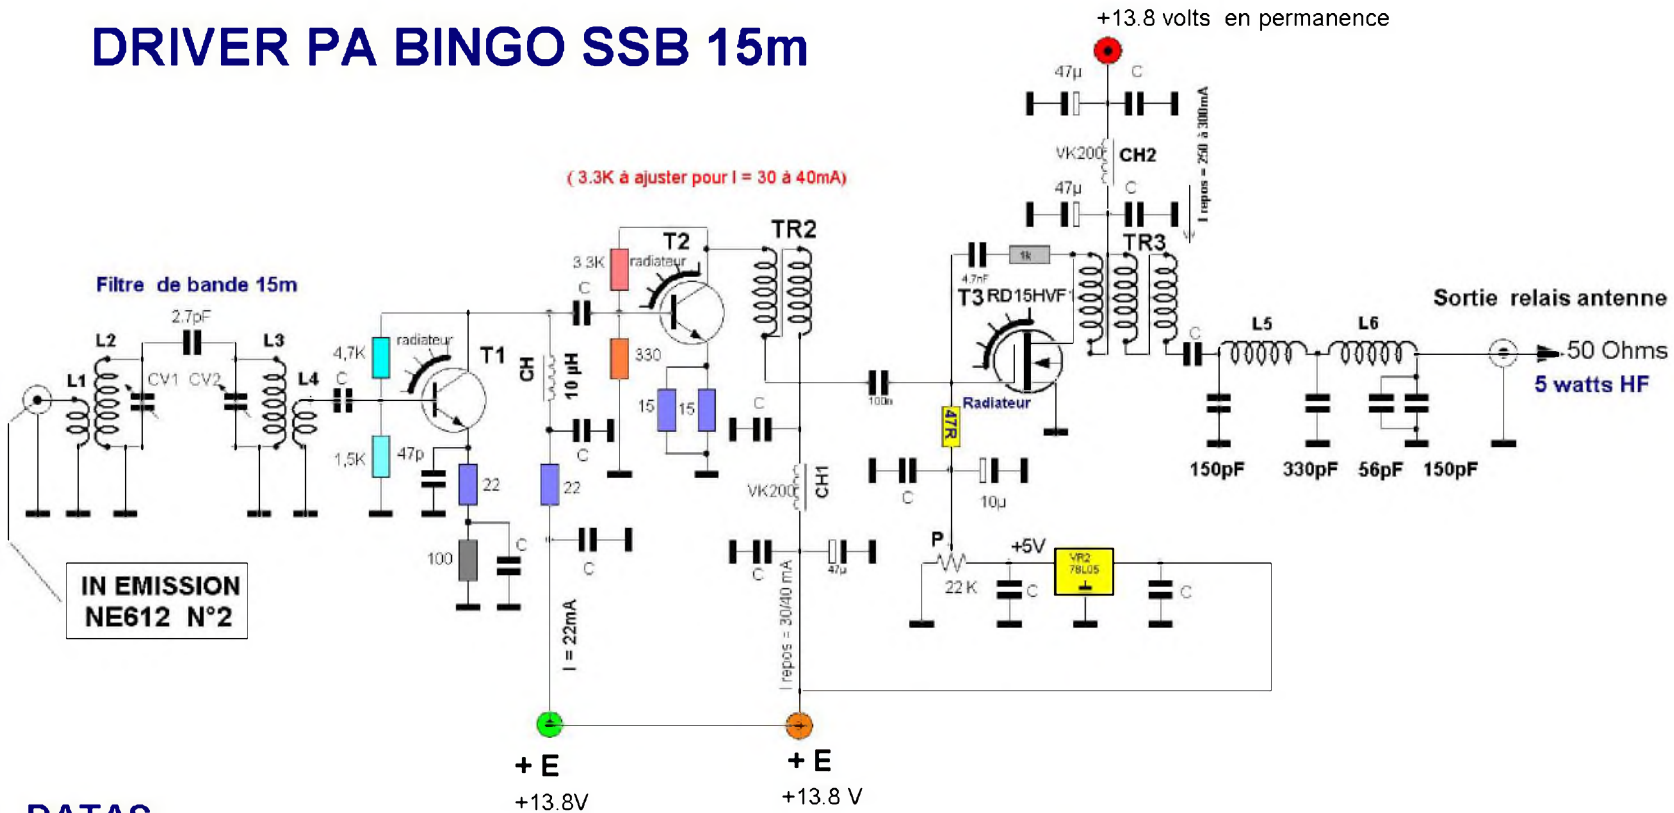 DRIVER PA BINGO SSB 15m
+13.8 volts en permanence
47µ
C
I repos = 250 à 300mA
VK200
CH2
47µ
C
( 3.3K à ajuster pour I = 30 à 40mA)
TR2
TR3
T2
radiateur
3.3K
C
1k
4.7nF
T3
RD15HVF1
Filtre de bande 15m
2.7pF
L2
L3
L1
CV1
CV2
L4
C
4,7K
radiateur
T1
CH
10 µH
330
15
15
C
100n
Radiateur
47R
Sortie relais antenne
L5
L6
C
50 Ohms
5 watts HF
1,5K
47p
22
22
C
VK200
CH1
C
10µ
150pF
330pF
56pF
150pF
100
C
C
C
47µ
P
22 K
+5V
VR2
78L05
C
C
IN EMISSION
NE612 N°2
I = 22mA
I repos = 30/40 mA
+ E
+13.8V
+ E
+13.8 V
DATAS